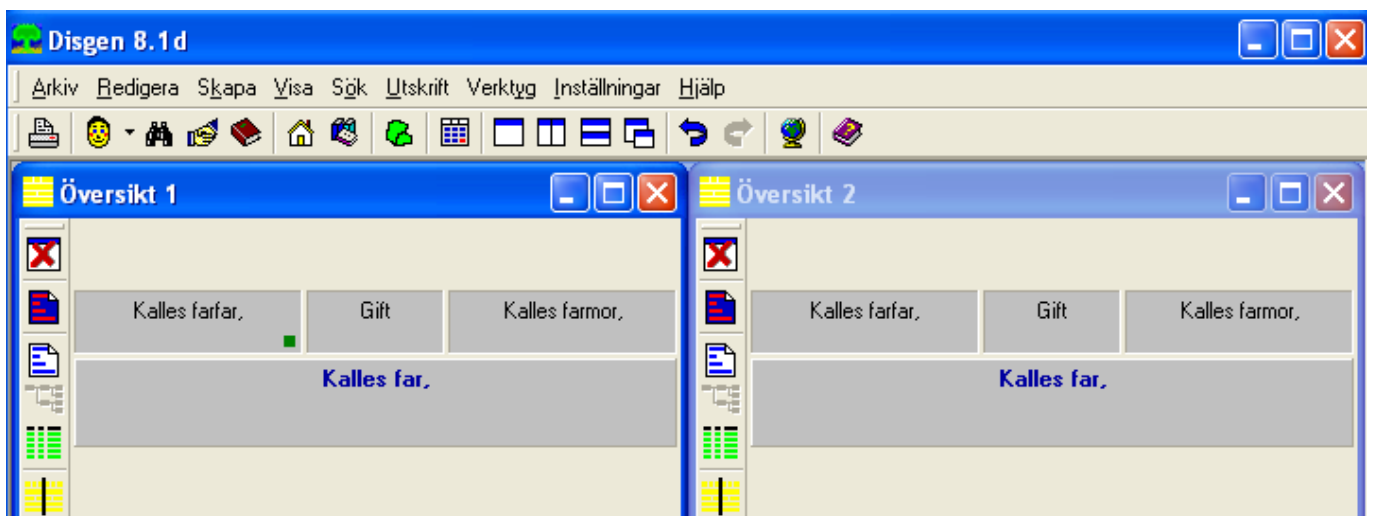 Disgen 8.1d
Arkiv Redigera Skapa Visa Sök Utskrift Verktyg Inställningar Hjälp
Översikt 1
Kalles farfar, Gift Kalles farmor,
Kalles far,
Översikt 2
Kalles farfar, Gift Kalles farmor,
Kalles far,